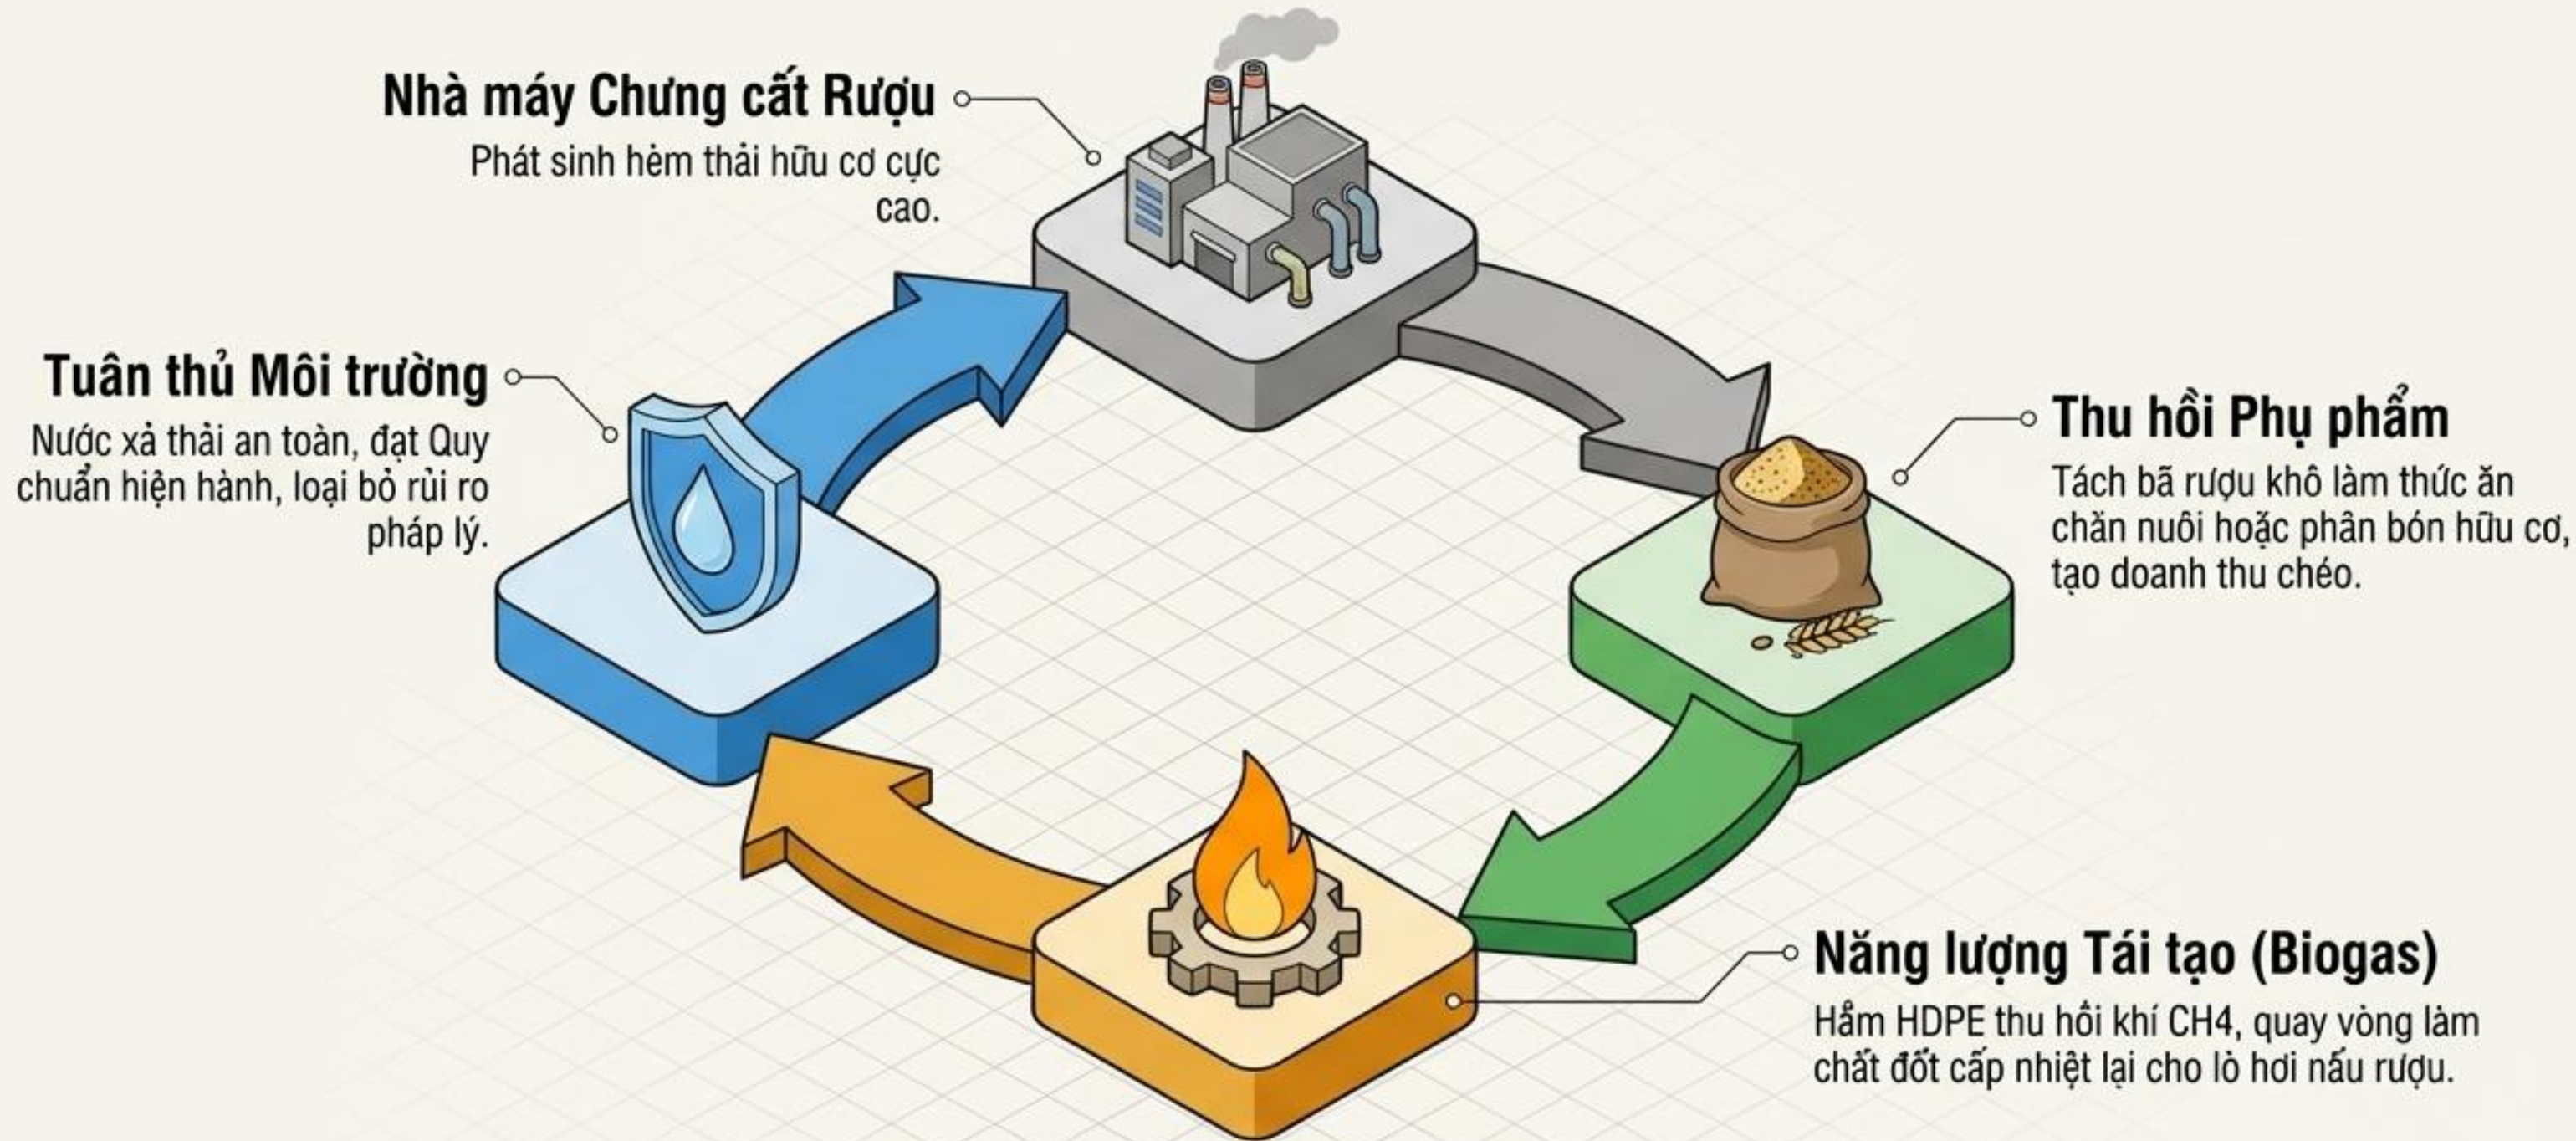 Nhà máy Chưng cất Rượu
Phát sinh hèm thải hữu cơ cực
cao.
Tuân thủ Môi trường
Nước xả thải an toàn, đạt Quy
chuẩn hiện hành, loại bỏ rủi ro
pháp lý.
Thu hồi Phụ phẩm
Tách bã rượu khô làm thức ăn
chăn nuôi hoặc phân bón hữu cơ,
tạo doanh thu chéo.
Năng lượng Tái tạo (Biogas)
Hầm HDPE thu hồi khí CH4, quay vòng làm
chất đốt cấp nhiệt lại cho lò hơi nấu rượu.